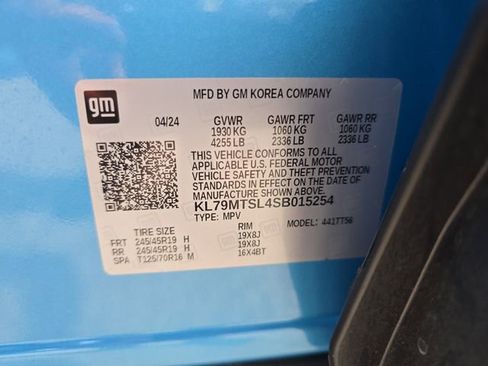 gm
MFD BY GM KOREA COMPANY
04/24 GVWR GAWR FRT GAWR RR
1930 KG 1060 KG 1060 KG
4255 LB 2336 LB 2336 LB
THIS VEHICLE CONFORMS TO ALL
APPLICABLE U.S. FEDERAL MOTOR
VEHICLE SAFETY AND THEFT PREVENTION
STANDARDS IN EFFECT ON THE DATE OF
MANUFACTURE SHOWN ABOVE.
KL79MTSL4SB015254
TYPE: MPV MODEL: 441TT56
TIRE SIZE RIM
FRT 245/45R19 H 19X8J
RR 245/45R19 H 19X8J
SPA T125/70R16 M 16X4BT